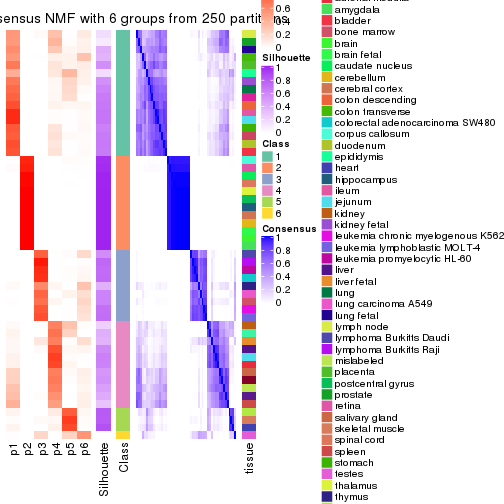 sensus NMF with 6 groups from 250 partitions
0.6
0.4
0.2
0
Silhouette
1
0.8
0.6
0.4
0.2
0
Class
1
2
3
4
5
6
Consensus
1
0.8
0.6
0.4
0.2
0
p1
p2
p3
p4
p5
p6
Silhouette
Class
tissue
amygdala
bladder
bone marrow
brain
brain fetal
caudate nucleus
cerebellum
cerebral cortex
colon descending
colon transverse
colorectal adenocarcinoma SW480
corpus callosum
duodenum
epididymis
heart
hippocampus
ileum
jejunum
kidney
kidney fetal
leukemia chronic myelogenous K562
leukemia lymphoblastic MOLT-4
leukemia promyelocytic HL-60
liver
liver fetal
lung
lung carcinoma A549
lung fetal
lymph node
lymphoma Burkitts Daudi
lymphoma Burkitts Raji
mislabeled
placenta
postcentral gyrus
prostate
retina
salivary gland
skeletal muscle
spinal cord
spleen
stomach
testes
thalamus
thymus